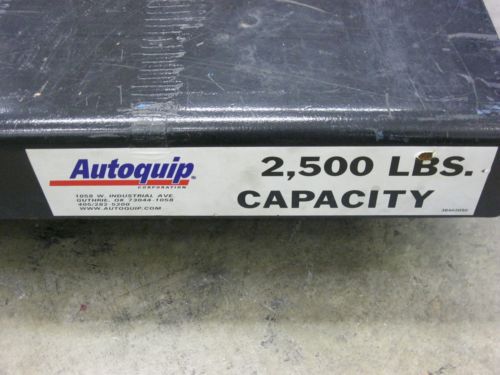 Autoquip
CORPORATION
1058 W. INDUSTRIAL AVE.
GUTHRIE, OK 73044-1058
405/282-5200
WWW.AUTOQUIP.COM
2,500 LBS.
CAPACITY